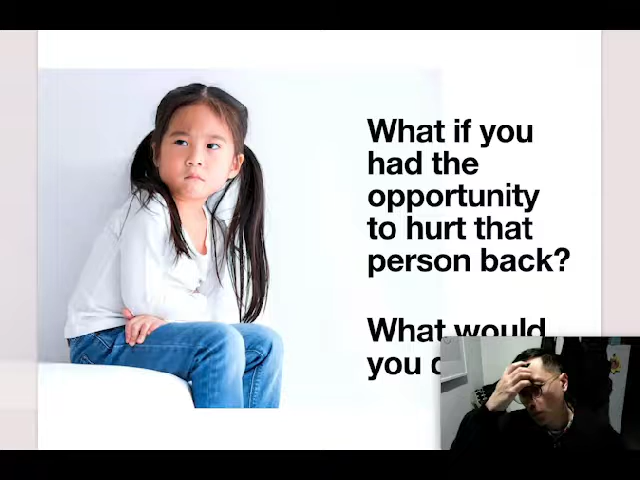 What if you
had the
opportunity
to hurt that
person back?
What would
you